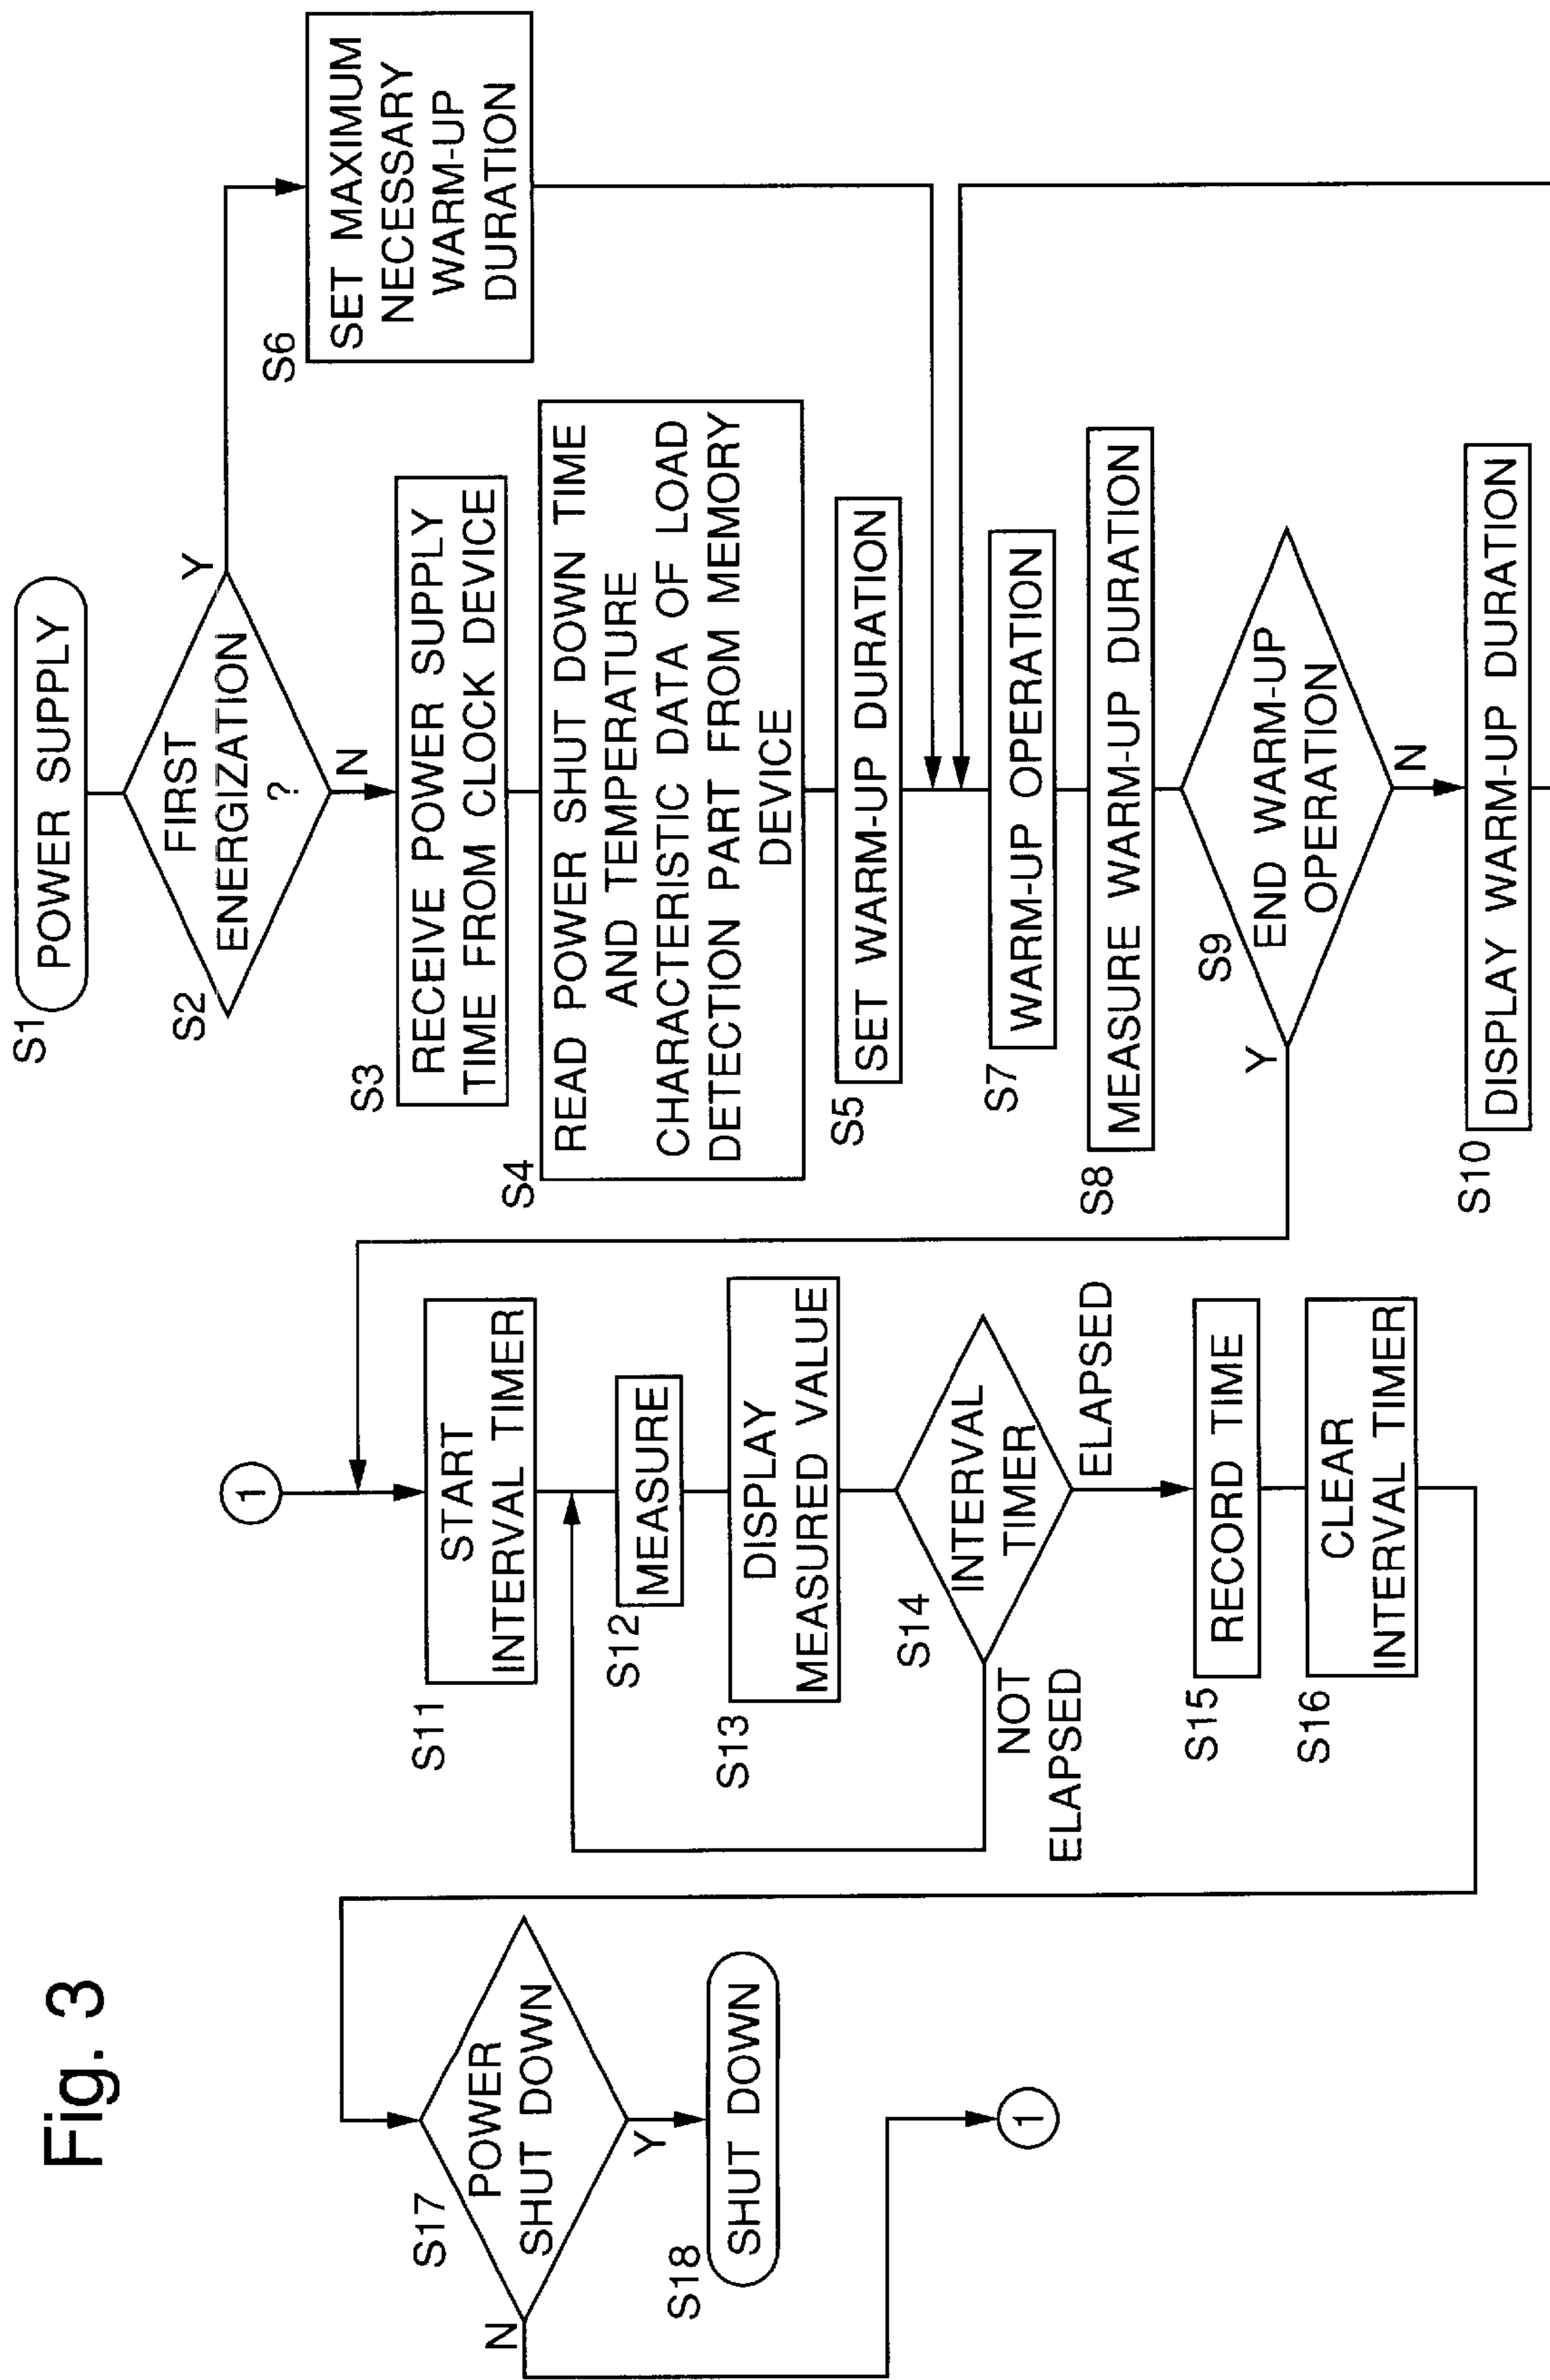 Fig. 3
S1
POWER SUPPLY
S2
FIRST
ENERGIZATION
?
Y
N
S6
SET MAXIMUM
NECESSARY
WARM-UP
DURATION
S3
RECEIVE POWER SUPPLY
TIME FROM CLOCK DEVICE
S4
READ POWER SHUT DOWN TIME
AND TEMPERATURE
CHARACTERISTIC DATA OF LOAD
DETECTION PART FROM MEMORY
DEVICE
S5
SET WARM-UP DURATION
S7
WARM-UP OPERATION
S8
MEASURE WARM-UP DURATION
S9
END WARM-UP
OPERATION
Y
N
S10
DISPLAY WARM-UP DURATION
1
S11
START
INTERVAL TIMER
S12
MEASURE
S13
DISPLAY
MEASURED VALUE
S14
INTERVAL
TIMER
NOT
ELAPSED
ELAPSED
S15
RECORD TIME
S16
CLEAR
INTERVAL TIMER
S17
POWER
SHUT DOWN
N
Y
S18
SHUT DOWN
1